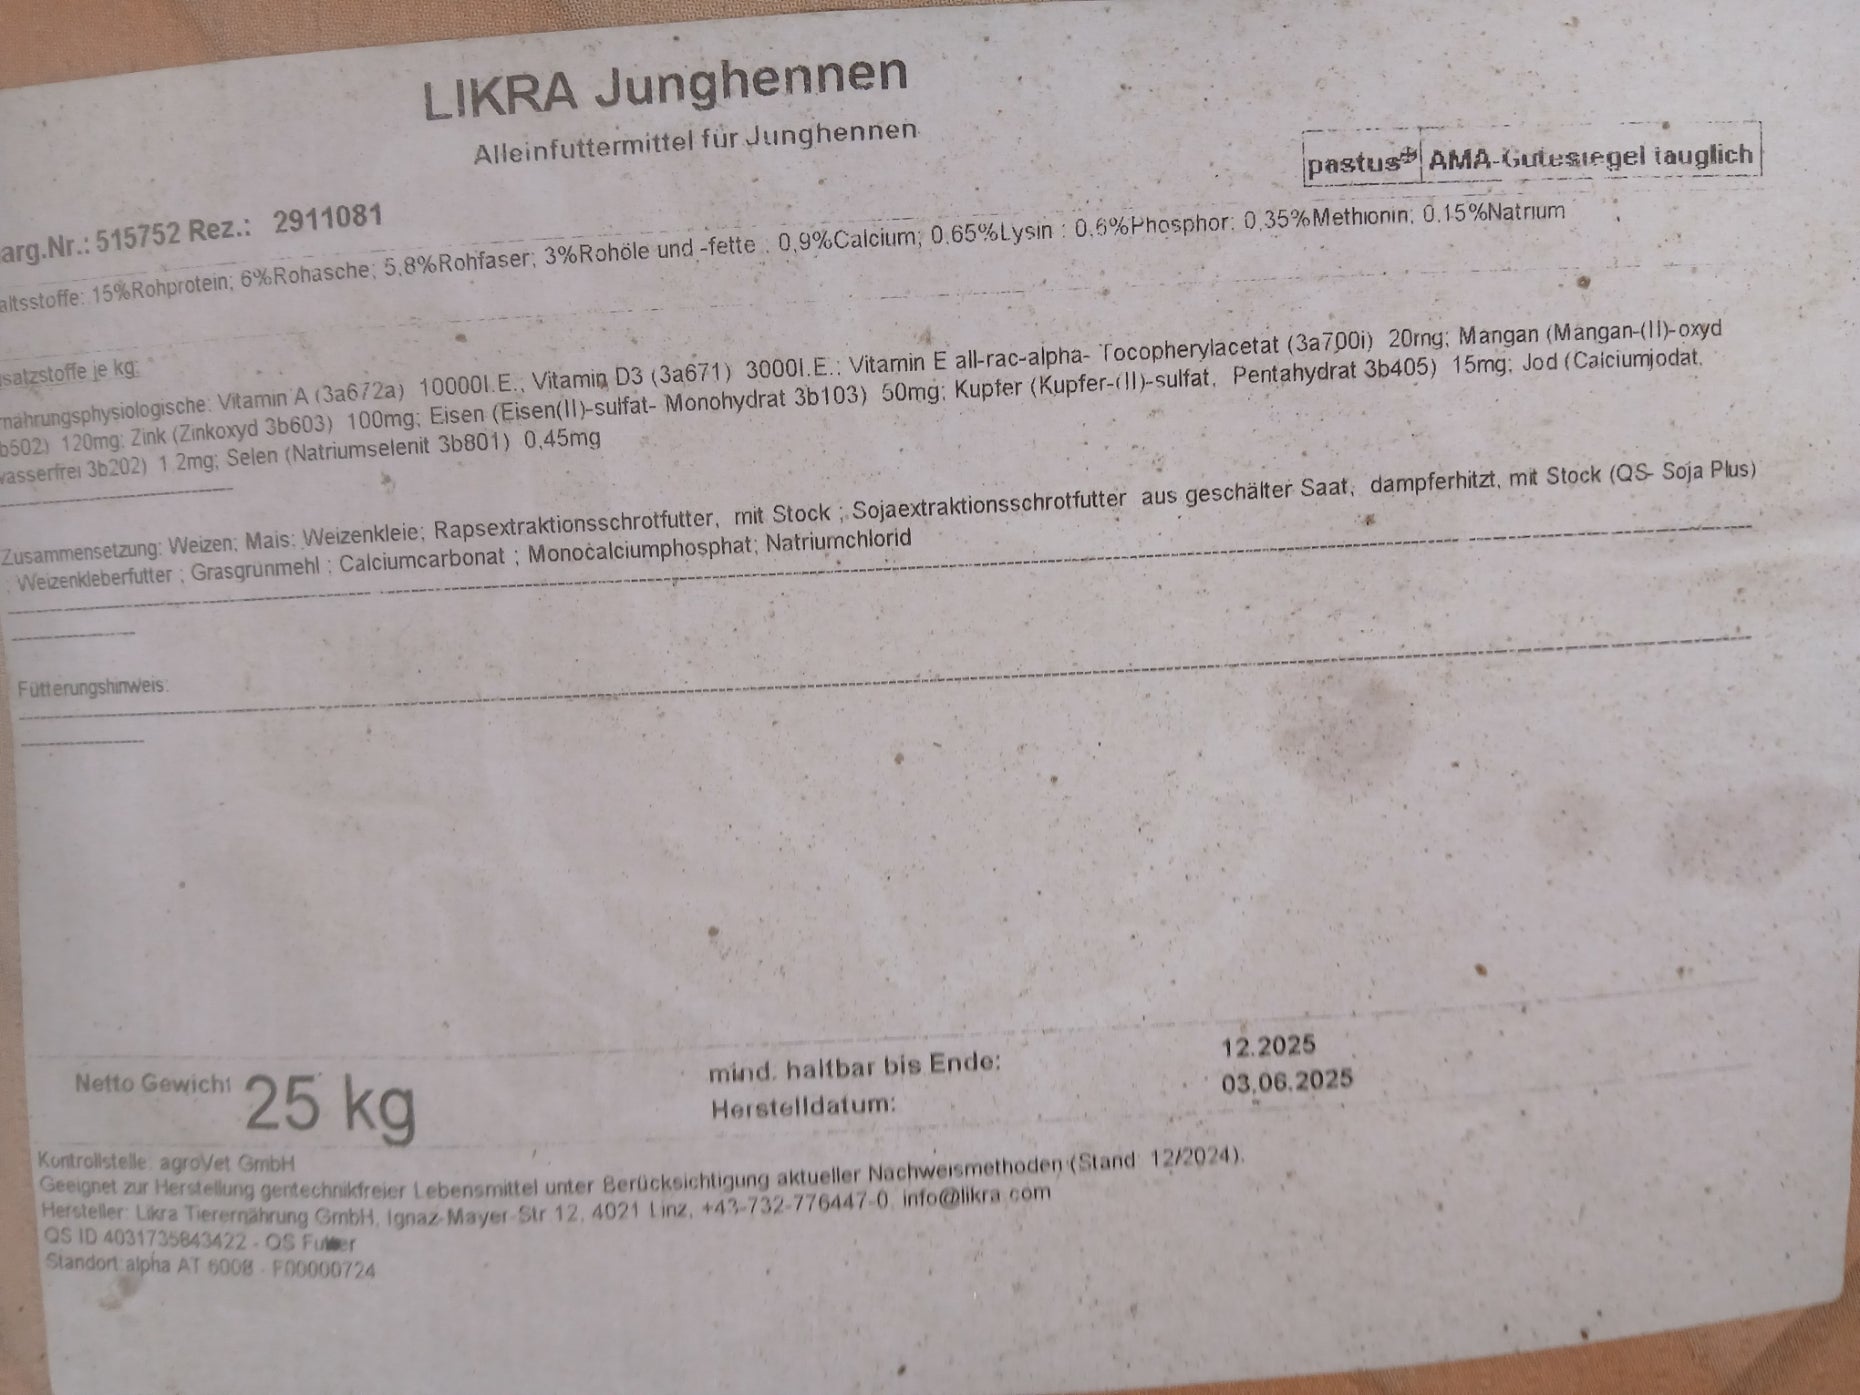 LIKRA Junghennen
Alleinfuttermittel für Junghennen
pastus+ AMA-Gütesiegel tauglich
arg.Nr.: 515752 Rez.: 2911081
altsstoffe: 15%Rohprotein; 6%Rohasche; 5,8%Rohfaser; 3%Rohöle und -fette ; 0,9%Calcium; 0,65%Lysin ; 0,6%Phosphor; 0,35%Methionin; 0,15%Natrium
satzstoffe je kg:
rnährungsphysiologische: Vitamin A (3a672a) 10000I.E.; Vitamin D3 (3a671) 3000I.E.; Vitamin E all-rac-alpha- Tocopherylacetat (3a700i) 20mg; Mangan (Mangan-(II)-oxyd
b502) 120mg; Zink (Zinkoxyd 3b603) 100mg; Eisen (Eisen(II)-sulfat- Monohydrat 3b103) 50mg; Kupfer (Kupfer-(II)-sulfat, Pentahydrat 3b405) 15mg; Jod (Calciumjodat,
wasserfrei 3b202) 1,2mg; Selen (Natriumselenit 3b801) 0,45mg
Zusammensetzung: Weizen; Mais; Weizenkleie; Rapsextraktionsschrotfutter, mit Stock ; Sojaextraktionsschrotfutter aus geschälter Saat, dampferhitzt, mit Stock (QS- Soja Plus)
; Weizenkleberfutter ; Grasgrünmehl ; Calciumcarbonat ; Monocalciumphosphat; Natriumchlorid
Fütterungshinweis:
Netto Gewicht 25 kg
mind. haltbar bis Ende: 12.2025
Herstelldatum: 03.06.2025
Kontrollstelle: agroVet GmbH
Geeignet zur Herstellung gentechnikfreier Lebensmittel unter Berücksichtigung aktueller Nachweismethoden (Stand 12/2024).
Hersteller: Likra Tierernährung GmbH, Ignaz-Mayer-Str 12, 4021 Linz, +43-732-776447-0, info@likra.com
QS ID 4031735843422 - QS Futter
Standort alpha AT 6008 - F00000724